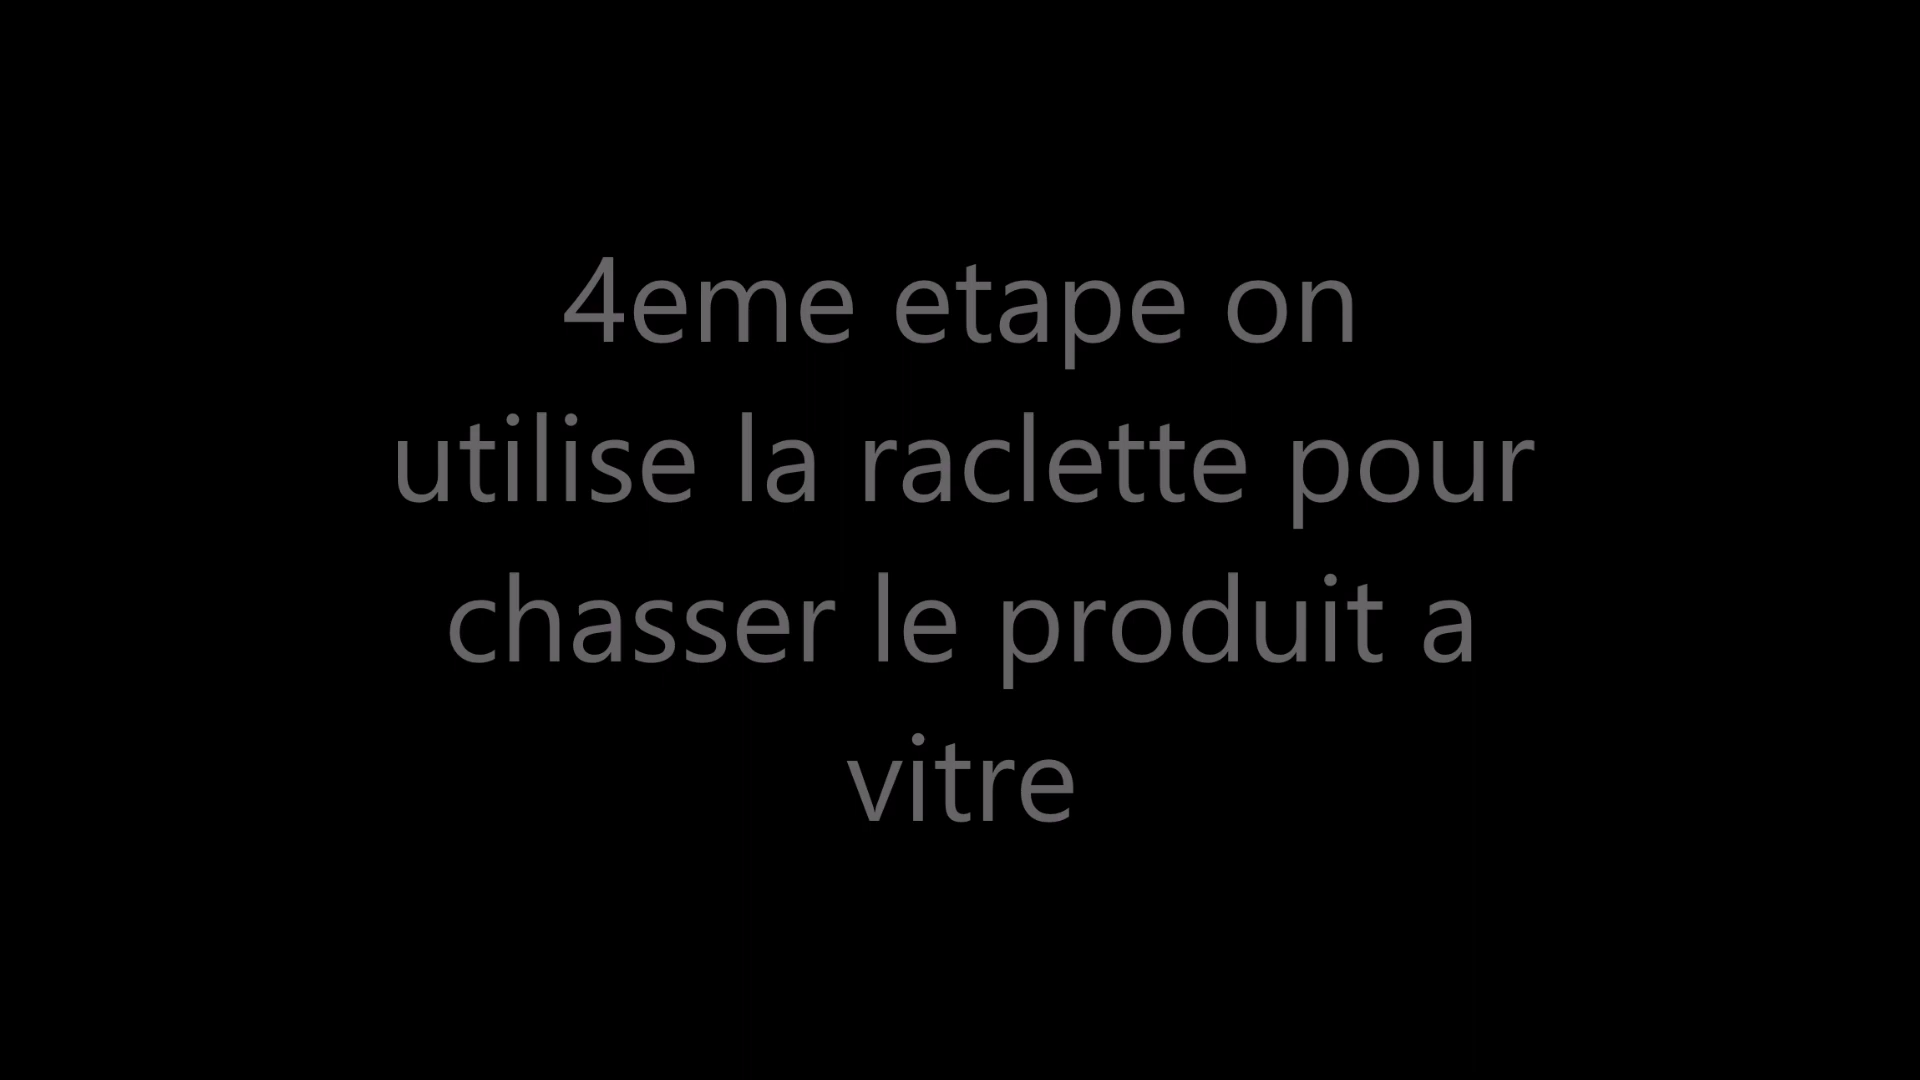 4eme etape on
utilise la raclette pour
chasser le produit a
vitre